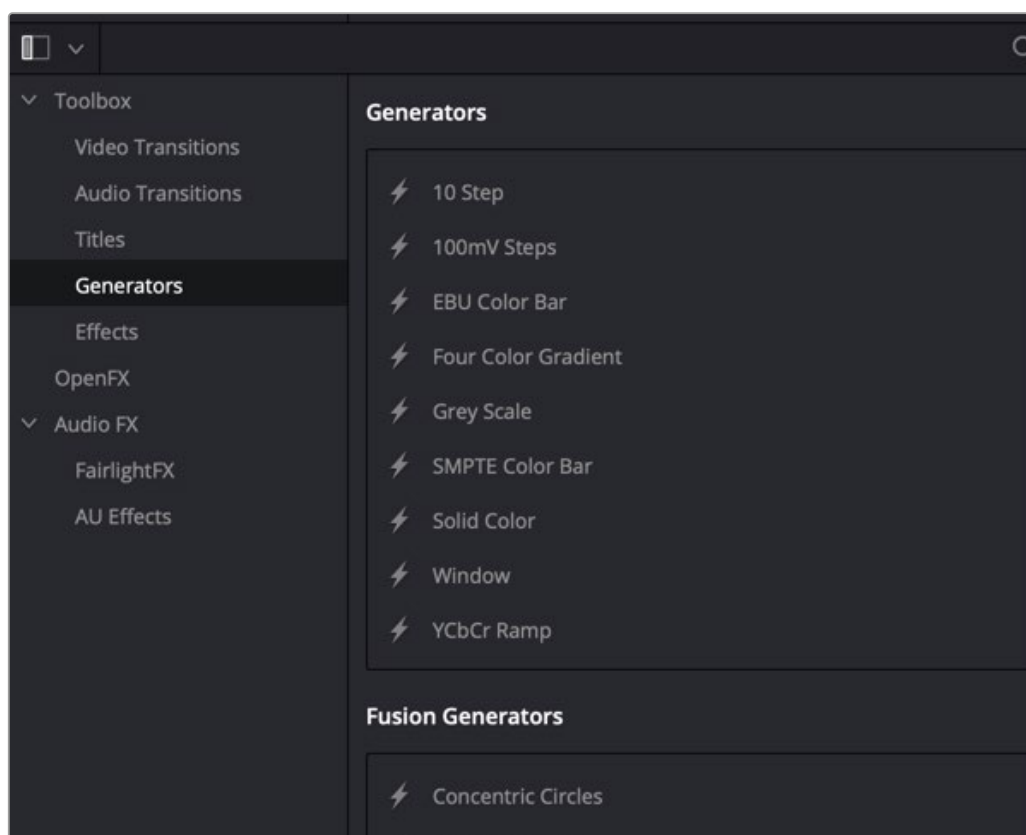 Toolbox
Video Transitions
Audio Transitions
Titles
Generators
Effects
OpenFX
Audio FX
FairlightFX
AU Effects
Generators
10 Step
100mV Steps
EBU Color Bar
Four Color Gradient
Grey Scale
SMPTE Color Bar
Solid Color
Window
YCbCr Ramp
Fusion Generators
Concentric Circles